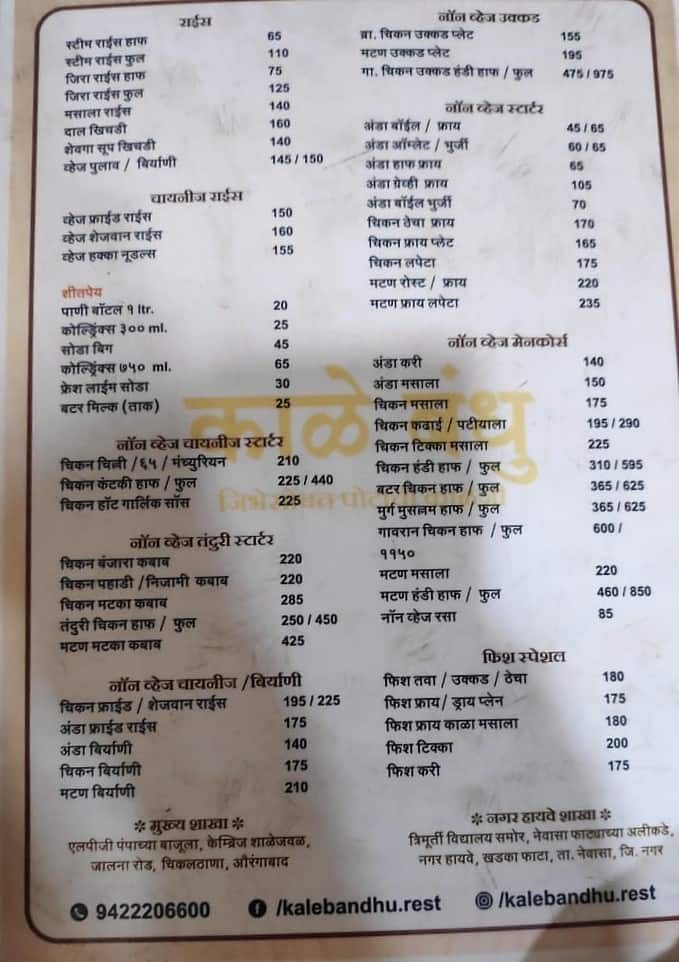 राईस
स्टीम राईस हाफ 65
स्टीम राईस फुल 110
जिरा राईस हाफ 75
जिरा राईस फुल 125
मसाला राईस 140
दाल खिचडी 160
शेवगा सूप खिचडी 140
व्हेज पुलाव / बिर्याणी 145 / 150
चायनीज राईस
व्हेज फ्राईड राईस 150
व्हेज शेजवान राईस 160
व्हेज हक्का नूडल्स 155
शीतपेय
पाणी बॉटल १ ltr. 20
कोल्ड्रिंक्स ३०० ml. 25
सोडा बिग 45
कोल्ड्रिंक्स ७५० ml. 65
फ्रेश लाईम सोडा 30
बटर मिल्क (ताक) 25
नॉन व्हेज चायनीज स्टार्टर
चिकन चिली / ६५ / मंच्युरियन 210
चिकन कंटकी हाफ / फुल 225 / 440
चिकन हॉट गार्लिक सॉस 225
नॉन व्हेज तंदुरी स्टार्टर
चिकन बंजारा कबाब 220
चिकन पहाडी /निजामी कबाब 220
चिकन मटका कबाब 285
तंदुरी चिकन हाफ / फुल 250 / 450
मटण मटका कबाब 425
नॉन व्हेज चायनीज /बिर्याणी
चिकन फ्राईड / शेजवान राईस 195 / 225
अंडा फ्राईड राईस 175
अंडा बिर्याणी 140
चिकन बिर्याणी 175
मटण बिर्याणी 210
नॉन व्हेज उक्कड
ब्रा. चिकन उक्कड प्लेट 155
मटण उक्कड प्लेट 195
गा. चिकन उक्कड हंडी हाफ / फुल 475 / 975
नॉन व्हेज स्टार्टर
अंडा बॉईल / फ्राय 45 / 65
अंडा ऑम्लेट / भुर्जी 60 / 65
अंडा हाफ फ्राय 65
अंडा ग्रेव्ही फ्राय 105
अंडा बॉईल भुर्जी 70
चिकन ठेचा फ्राय 170
चिकन फ्राय प्लेट 165
चिकन लपेटा 175
मटण रोस्ट / फ्राय 220
मटण फ्राय लपेटा 235
नॉन व्हेज मेनकोर्स
अंडा करी 140
अंडा मसाला 150
चिकन मसाला 175
चिकन कढाई / पटीयाला 195 / 290
चिकन टिक्का मसाला 225
चिकन हंडी हाफ / फुल 310 / 595
बटर चिकन हाफ / फुल 365 / 625
मुर्ग मुसल्लम हाफ / फुल 365 / 625
गावरान चिकन हाफ / फुल 600 /
११५०
मटण मसाला 220
मटण हंडी हाफ / फुल 460 / 850
नॉन व्हेज रसा 85
फिश स्पेशल
फिश तवा / उक्कड / ठेचा 180
फिश फ्राय/ ड्राय प्लेन 175
फिश फ्राय काळा मसाला 180
फिश टिक्का 200
फिश करी 175
काळे बंधु
* मुख्य शाखा *
एलपीजी पंपाच्या बाजूला, केम्ब्रिज शाळेजवळ,
जालना रोड, चिकलठाणा, औरंगाबाद
* नगर हायवे शाखा *
त्रिमूर्ती विद्यालय समोर, नेवासा फाट्याच्या अलीकडे,
नगर हायवे, खडका फाटा, ता. नेवासा, जि. नगर
9422206600 /kalebandhu.rest /kalebandhu.rest